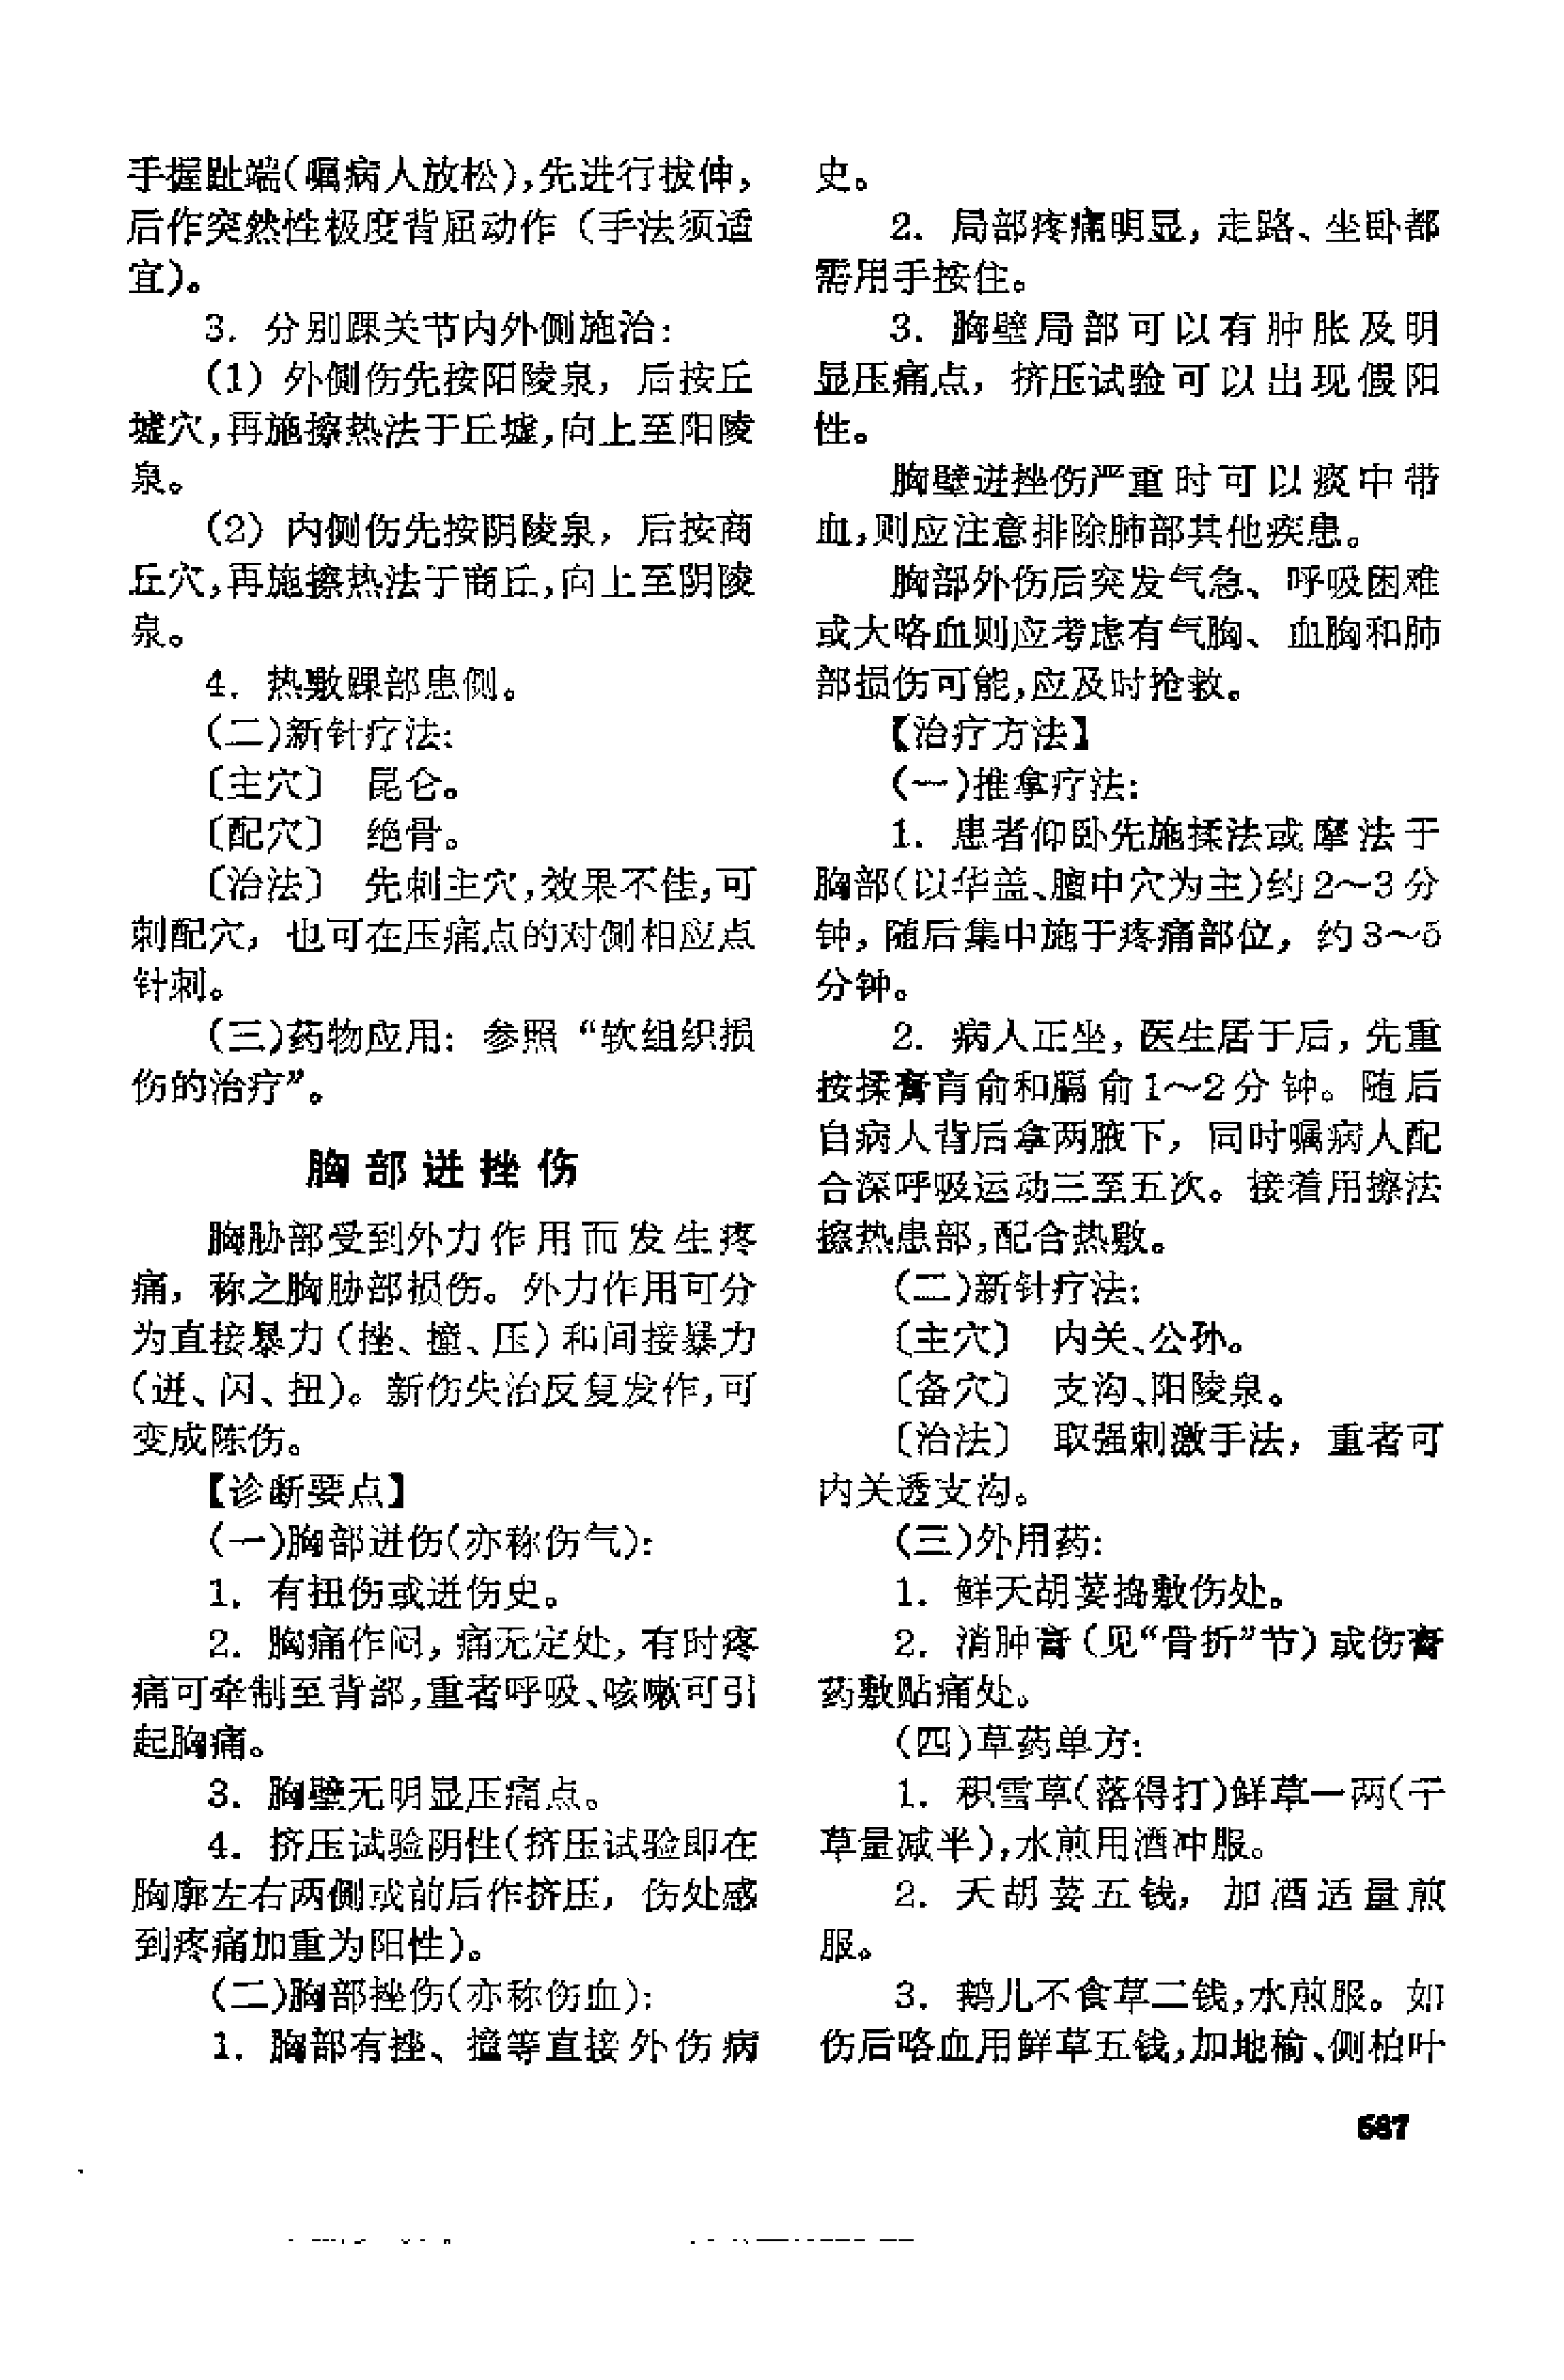 手握趾端(嘱病人放松),先进行拔伸,
后作突然性极度背屈动作（手法须适
宜)。
3. 分别踝关节内外侧施治:
(1) 外侧伤先按阳陵泉，后按丘
墟穴,再施擦热法于丘墟,向上至阳陵
泉。
(2) 内侧伤先按阴陵泉，后按商
丘穴,再施擦热法于商丘,向上至阴陵
泉。
4. 热敷踝部患侧。
(二)新针疗法:
〔主穴〕 昆仑。
〔配穴〕 绝骨。
〔治法〕 先刺主穴,效果不佳,可
刺配穴，也可在压痛点的对侧相应点
针刺。
(三)药物应用: 参照“软组织损
伤的治疗”。
胸部迸挫伤
胸胁部受到外力作用而发生疼
痛，称之胸胁部损伤。外力作用可分
为直接暴力(挫、撞、压)和间接暴力
(迸、闪、扭)。新伤失治反复发作,可
变成陈伤。
【诊断要点】
(一)胸部迸伤(亦称伤气):
1. 有扭伤或迸伤史。
2. 胸痛作闷，痛无定处，有时疼
痛可牵制至背部,重者呼吸、咳嗽可引
起胸痛。
3. 胸壁无明显压痛点。
4. 挤压试验阴性(挤压试验即在
胸廓左右两侧或前后作挤压，伤处感
到疼痛加重为阳性)。
(二)胸部挫伤(亦称伤血):
1. 胸部有挫、撞等直接外伤病
史。
2. 局部疼痛明显，走路、坐卧都
需用手按住。
3. 胸壁局部可以有肿胀及明
显压痛点，挤压试验可以出现假阳
性。
胸壁迸挫伤严重时可以痰中带
血,则应注意排除肺部其他疾患。
胸部外伤后突发气急、呼吸困难
或大咯血则应考虑有气胸、血胸和肺
部损伤可能,应及时抢救。
【治疗方法】
(一)推拿疗法:
1. 患者仰卧先施揉法或摩法于
胸部(以华盖、膻中穴为主)约2～3分
钟，随后集中施于疼痛部位，约3～5
分钟。
2. 病人正坐，医生居于后，先重
按揉膏肓俞和膈俞1～2分钟。随后
自病人背后拿两腋下，同时嘱病人配
合深呼吸运动三至五次。接着用擦法
擦热患部,配合热敷。
(二)新针疗法:
〔主穴〕 内关、公孙。
〔备穴〕 支沟、阳陵泉。
〔治法〕 取强刺激手法，重者可
内关透支沟。
(三)外用药:
1. 鲜天胡荽捣敷伤处。
2. 消肿膏(见“骨折”节)或伤膏
药敷贴痛处。
(四)草药单方:
1. 积雪草(落得打)鲜草一两(干
草量减半),水煎用酒冲服。
2. 天胡荽五钱，加酒适量煎
服。
3. 鹅儿不食草二钱,水煎服。如
伤后咯血用鲜草五钱,加地榆、侧柏叶
587